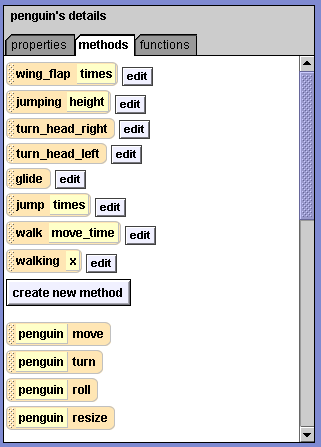 penguin's details
properties methods functions
wing_flap times edit
jumping height edit
turn_head_right edit
turn_head_left edit
glide edit
jump times edit
walk move_time edit
walking x edit
create new method
penguin move
penguin turn
penguin roll
penguin resize